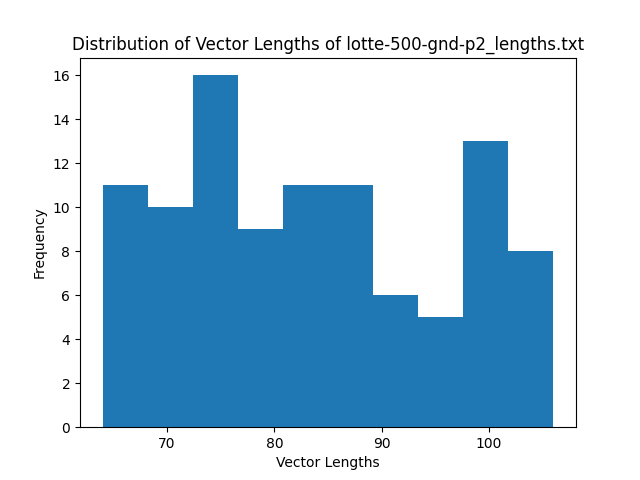 Distribution of Vector Lengths of lotte-500-gnd-p2_lengths.txt
16
14
12
10
8
6
4
2
0
Frequency
70 80 90 100
Vector Lengths